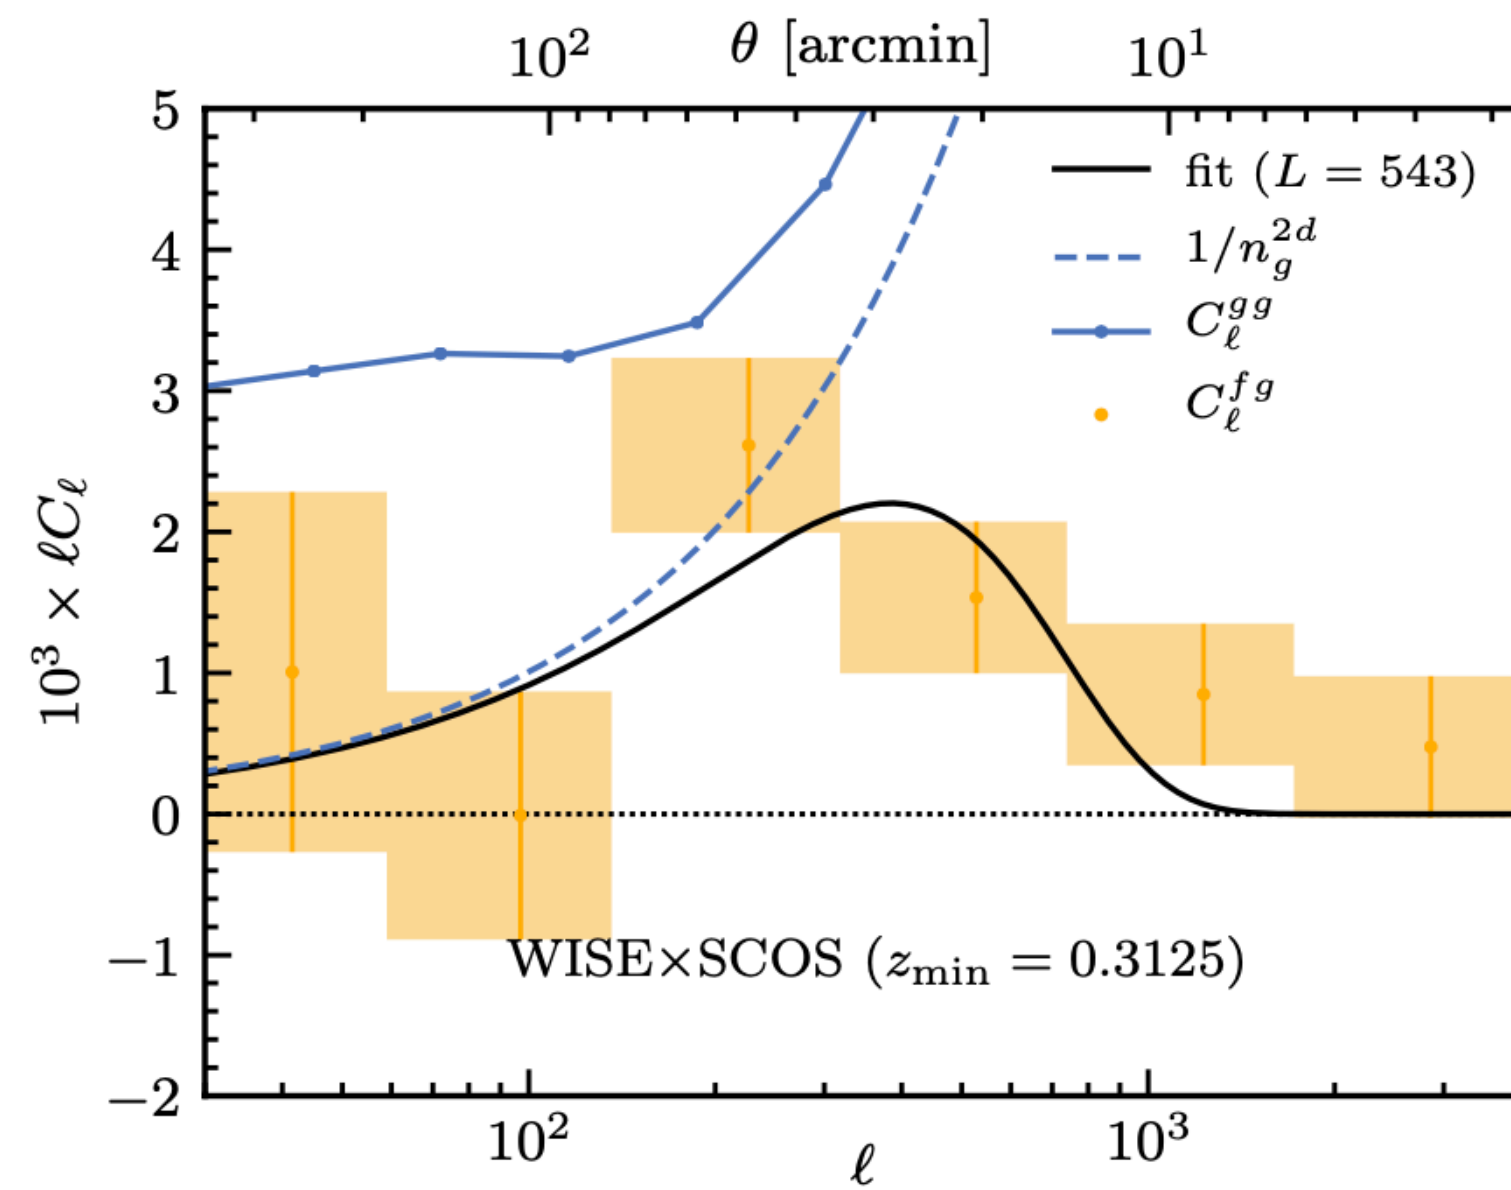 θ [arcmin]
10² 10¹
5
4
3
2
1
0
−1
−2
10³ × ℓC_ℓ
fit (L = 543)
1/n_g^{2d}
C_ℓ^{gg}
C_ℓ^{fg}
WISE×SCOS (z_min = 0.3125)
10² 10³
ℓ